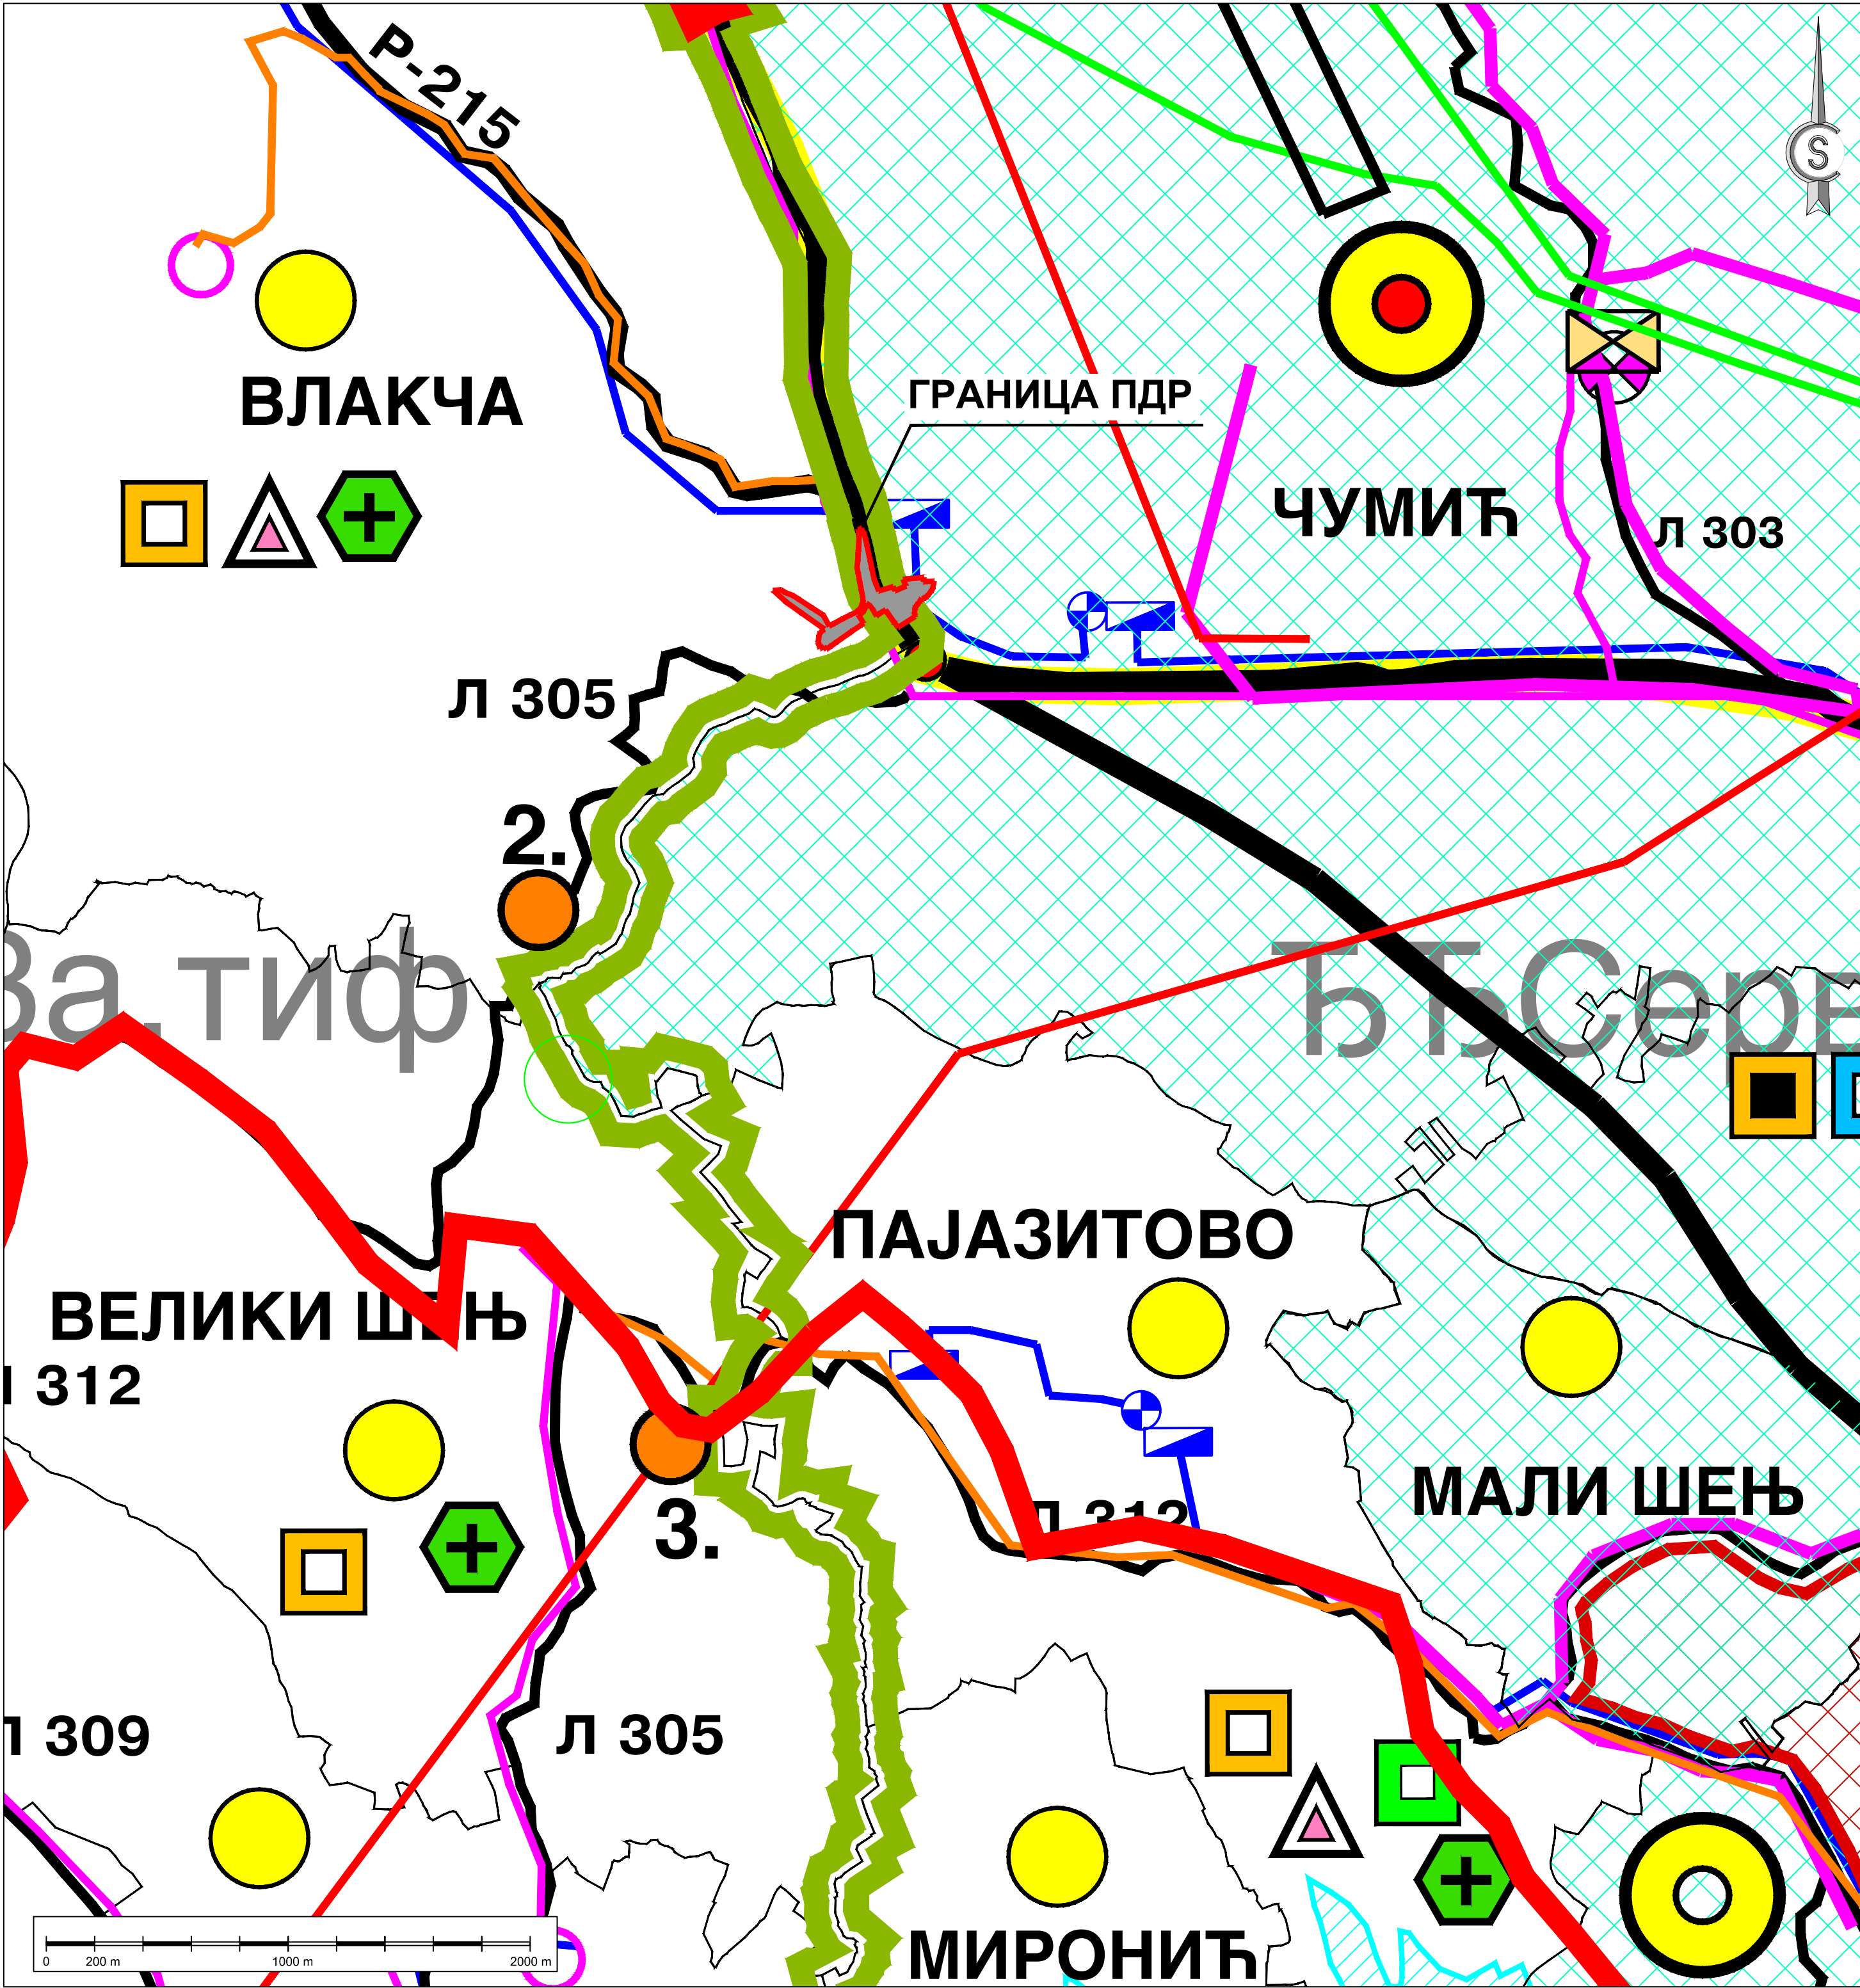 Р-215
S
ВЛАКЧА
ГРАНИЦА ПДР
ЧУМИЋ
Л 303
Л 305
2.
За.тиф
ЂЂСерв
ПАЈАЗИТОВО
ВЕЛИКИ ШЕЊ
Л 312
3.
Л 312
МАЛИ ШЕЊ
Л 309
Л 305
МИРОНИЋ
0 200 m 1000 m 2000 m